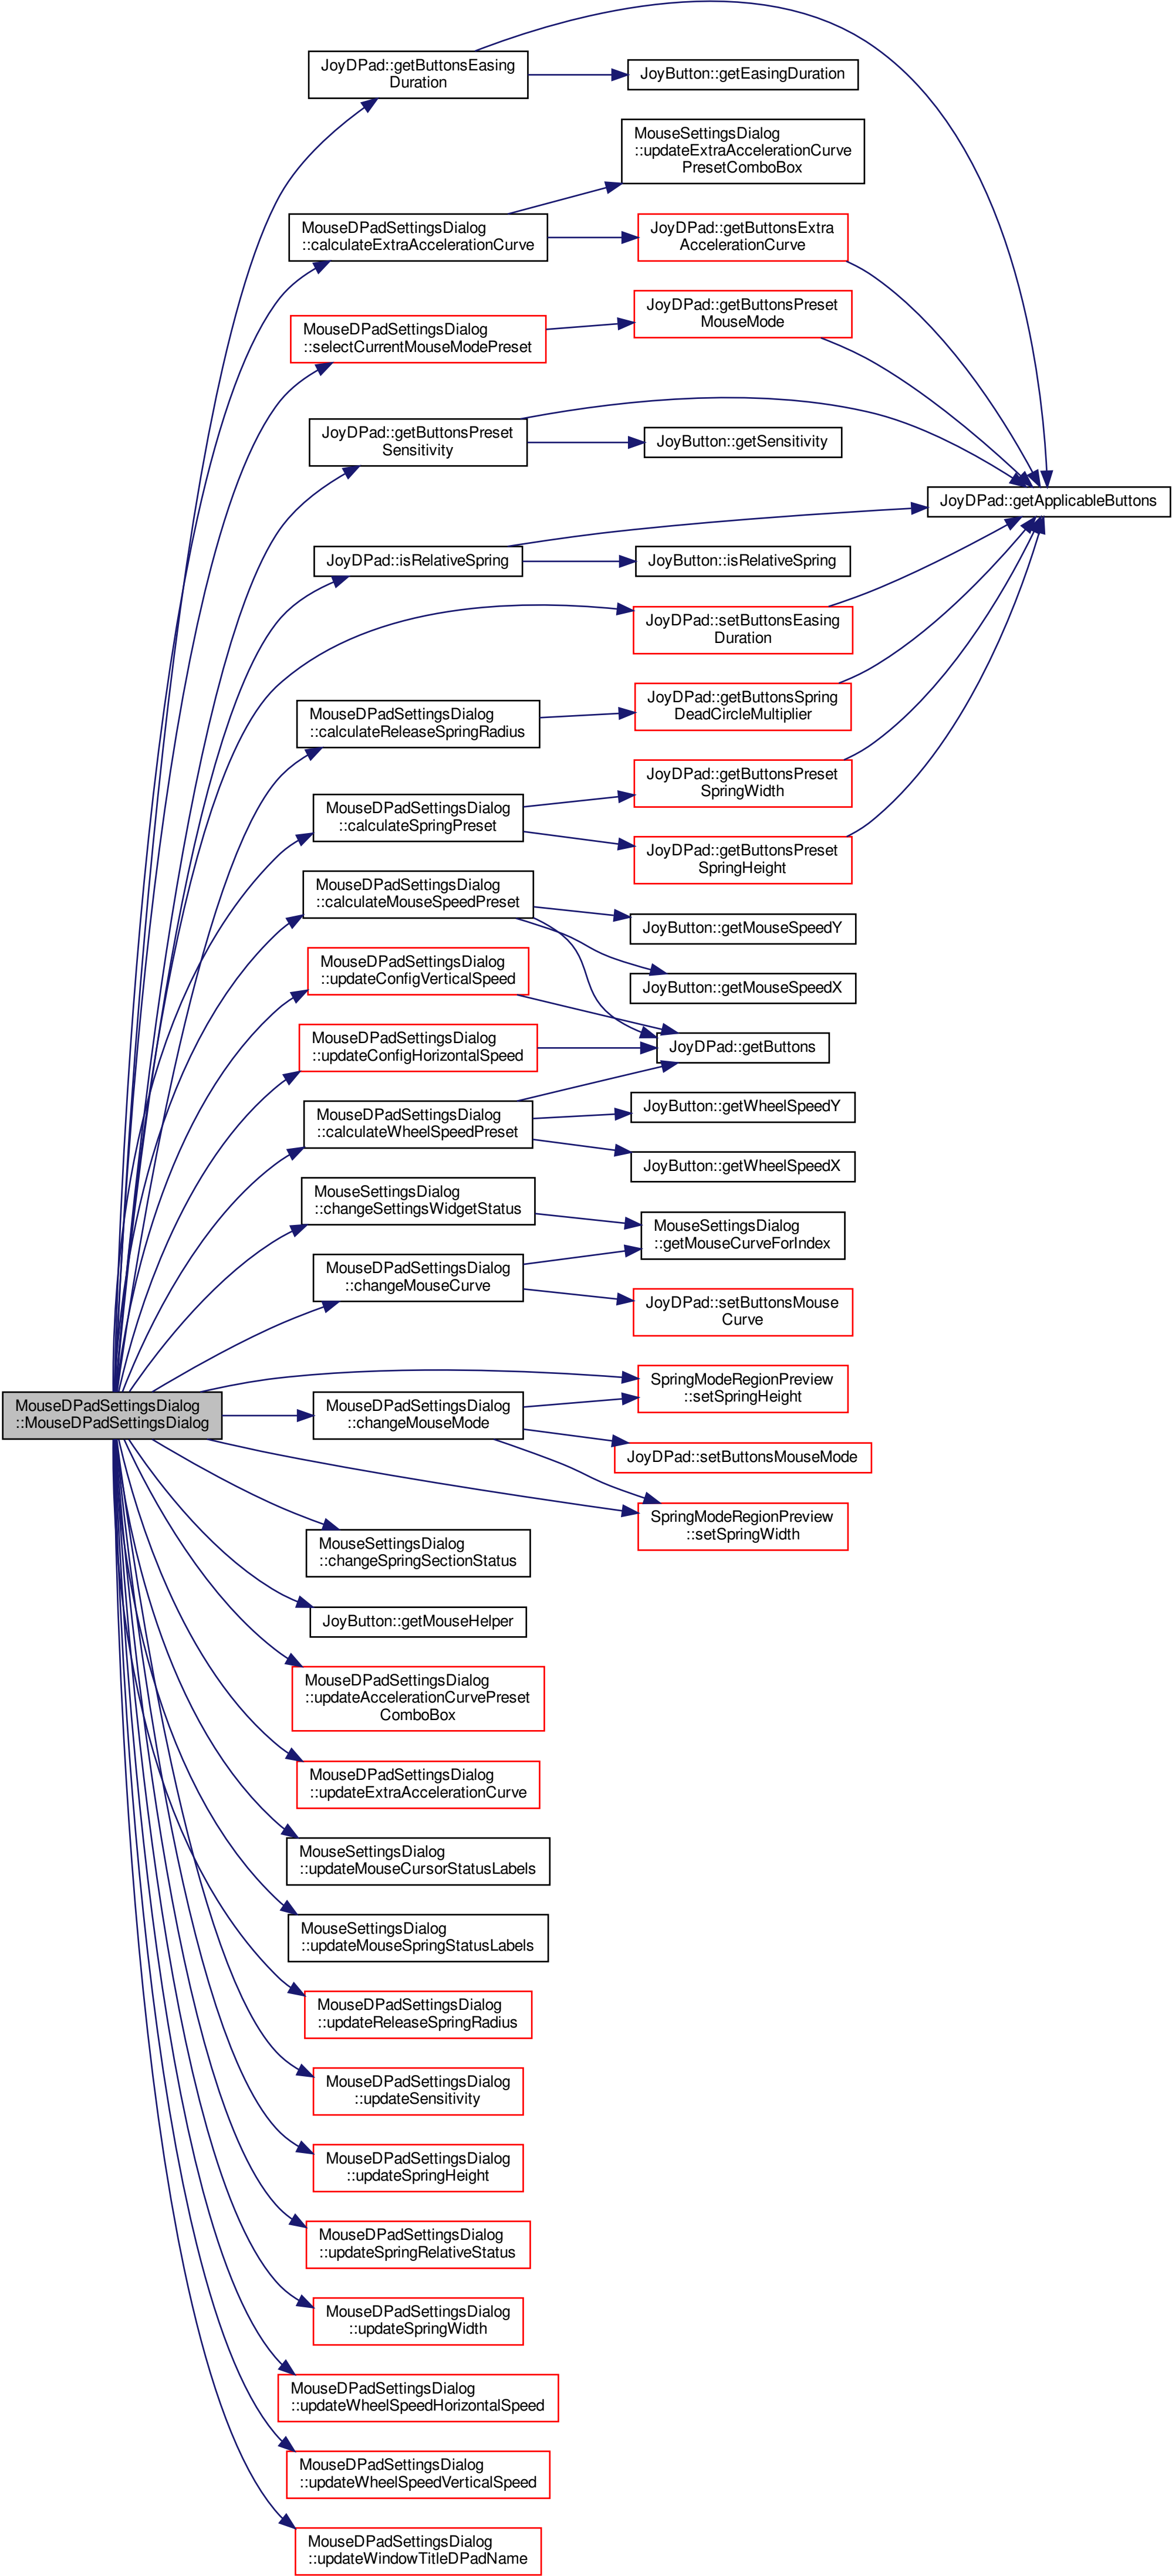 JoyDPad::getButtonsEasing
Duration
JoyButton::getEasingDuration
MouseSettingsDialog
::updateExtraAccelerationCurve
PresetComboBox
MouseDPadSettingsDialog
::calculateExtraAccelerationCurve
JoyDPad::getButtonsExtra
AccelerationCurve
MouseDPadSettingsDialog
::selectCurrentMouseModePreset
JoyDPad::getButtonsPreset
MouseMode
JoyDPad::getButtonsPreset
Sensitivity
JoyButton::getSensitivity
JoyDPad::getApplicableButtons
JoyDPad::isRelativeSpring
JoyButton::isRelativeSpring
JoyDPad::setButtonsEasing
Duration
MouseDPadSettingsDialog
::calculateReleaseSpringRadius
JoyDPad::getButtonsSpring
DeadCircleMultiplier
JoyDPad::getButtonsPreset
SpringWidth
MouseDPadSettingsDialog
::calculateSpringPreset
JoyDPad::getButtonsPreset
SpringHeight
MouseDPadSettingsDialog
::calculateMouseSpeedPreset
JoyButton::getMouseSpeedY
MouseDPadSettingsDialog
::updateConfigVerticalSpeed
JoyButton::getMouseSpeedX
MouseDPadSettingsDialog
::updateConfigHorizontalSpeed
JoyDPad::getButtons
MouseDPadSettingsDialog
::calculateWheelSpeedPreset
JoyButton::getWheelSpeedY
JoyButton::getWheelSpeedX
MouseSettingsDialog
::changeSettingsWidgetStatus
MouseSettingsDialog
::getMouseCurveForIndex
MouseDPadSettingsDialog
::changeMouseCurve
JoyDPad::setButtonsMouse
Curve
SpringModeRegionPreview
::setSpringHeight
MouseDPadSettingsDialog
::MouseDPadSettingsDialog
MouseDPadSettingsDialog
::changeMouseMode
JoyDPad::setButtonsMouseMode
SpringModeRegionPreview
::setSpringWidth
MouseSettingsDialog
::changeSpringSectionStatus
JoyButton::getMouseHelper
MouseDPadSettingsDialog
::updateAccelerationCurvePreset
ComboBox
MouseDPadSettingsDialog
::updateExtraAccelerationCurve
MouseSettingsDialog
::updateMouseCursorStatusLabels
MouseSettingsDialog
::updateMouseSpringStatusLabels
MouseDPadSettingsDialog
::updateReleaseSpringRadius
MouseDPadSettingsDialog
::updateSensitivity
MouseDPadSettingsDialog
::updateSpringHeight
MouseDPadSettingsDialog
::updateSpringRelativeStatus
MouseDPadSettingsDialog
::updateSpringWidth
MouseDPadSettingsDialog
::updateWheelSpeedHorizontalSpeed
MouseDPadSettingsDialog
::updateWheelSpeedVerticalSpeed
MouseDPadSettingsDialog
::updateWindowTitleDPadName